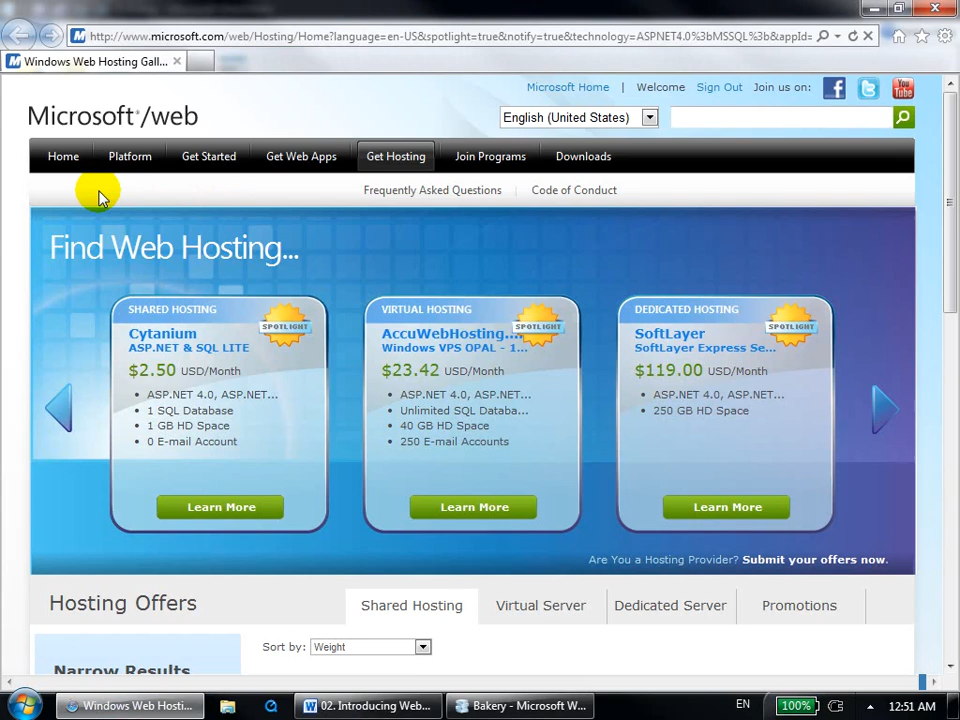 http://www.microsoft.com/web/Hosting/Home?language=en-US&spotlight=true&notify=true&technology=ASPNET4.0%3bMSSQL%3b&appId=
Windows Web Hosting Gall...
Microsoft Home | Welcome Sign Out Join us on:
You Tube
Microsoft®/web
English (United States)
Home Platform Get Started Get Web Apps Get Hosting Join Programs Downloads
Frequently Asked Questions | Code of Conduct
Find Web Hosting...
SHARED HOSTING
SPOTLIGHT
Cytanium
ASP.NET & SQL LITE
$2.50 USD/Month
• ASP.NET 4.0, ASP.NET...
• 1 SQL Database
• 1 GB HD Space
• 0 E-mail Account
Learn More
VIRTUAL HOSTING
SPOTLIGHT
AccuWebHosting....
Windows VPS OPAL - 1...
$23.42 USD/Month
• ASP.NET 4.0, ASP.NET...
• Unlimited SQL Databa...
• 40 GB HD Space
• 250 E-mail Accounts
Learn More
DEDICATED HOSTING
SPOTLIGHT
SoftLayer
SoftLayer Express Se...
$119.00 USD/Month
• ASP.NET 4.0, ASP.NET...
• 250 GB HD Space
Learn More
Are You a Hosting Provider? Submit your offers now.
Hosting Offers
Shared Hosting Virtual Server Dedicated Server Promotions
Sort by: Weight
Narrow Results
Windows Web Hosti... 02. Introducing Web... Bakery - Microsoft W... EN 100% 12:51 AM